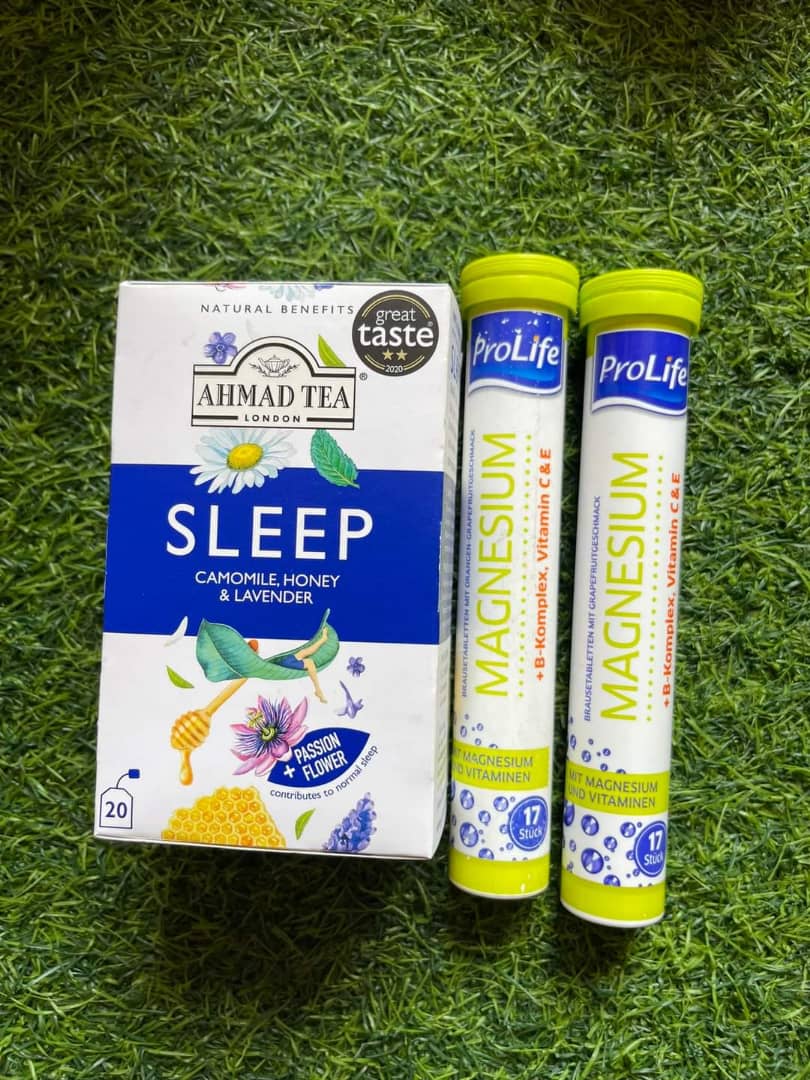 NATURAL BENEFITS
great
taste®
2020
AHMAD TEA®
LONDON
SLEEP
CAMOMILE, HONEY
& LAVENDER
+ PASSION
FLOWER
contributes to normal sleep
20
ProLife
BRAUSETABLETTEN MIT ORANGEN-GRAPEFRUITGESCHMACK
MAGNESIUM
+B-Komplex, Vitamin C & E
MIT MAGNESIUM
UND VITAMINEN
17
Stück
ProLife
BRAUSETABLETTEN MIT GRAPEFRUITGESCHMACK
MAGNESIUM
+B-Komplex, Vitamin C & E
MIT MAGNESIUM
UND VITAMINEN
17
Stück